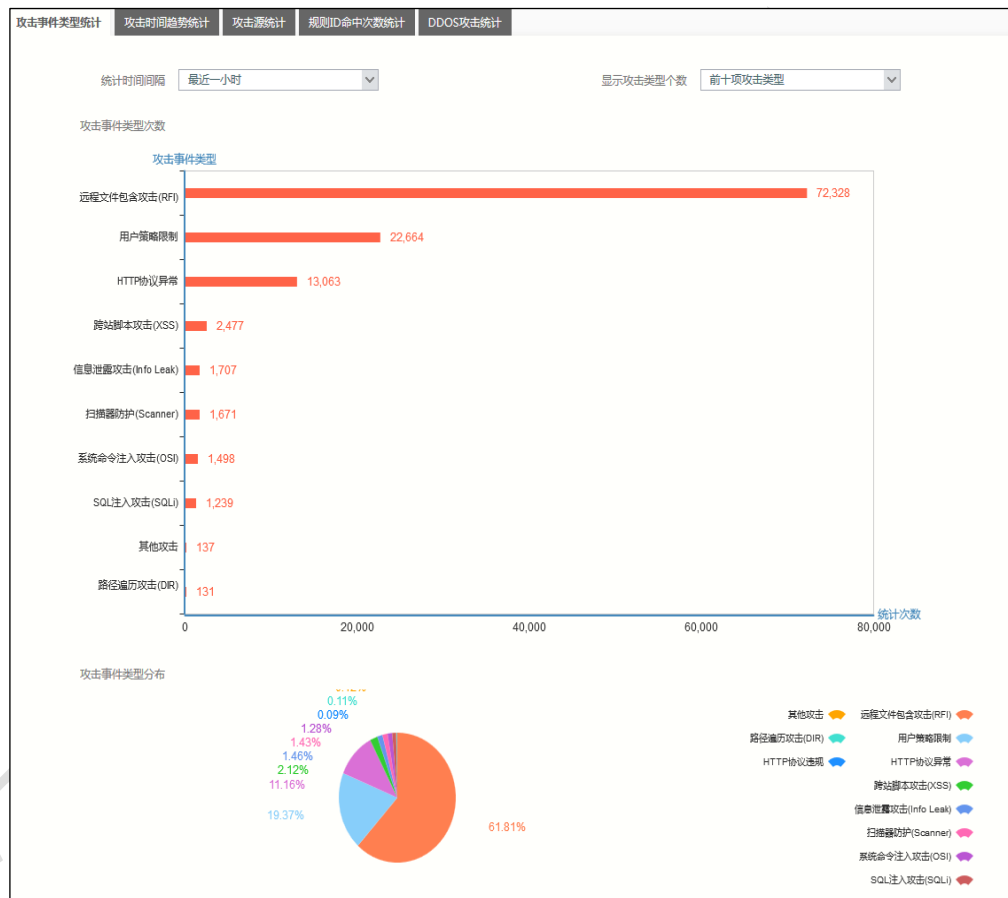 攻击事件类型统计 攻击时间趋势统计 攻击源统计 规则ID命中次数统计 DDOS攻击统计
统计时间间隔 最近一小时 显示攻击类型个数 前十项攻击类型
攻击事件类型次数
攻击事件类型
远程文件包含攻击(RFI) 72,328
用户策略限制 22,664
HTTP协议异常 13,063
跨站脚本攻击(XSS) 2,477
信息泄露攻击(Info Leak) 1,707
扫描器防护(Scanner) 1,671
系统命令注入攻击(OSI) 1,498
SQL注入攻击(SQLi) 1,239
其他攻击 137
路径遍历攻击(DIR) 131
统计次数
0 20,000 40,000 60,000 80,000
攻击事件类型分布
0.11%
0.09%
1.28%
1.43%
1.46%
2.12%
11.16%
19.37%
61.81%
其他攻击 远程文件包含攻击(RFI)
路径遍历攻击(DIR) 用户策略限制
HTTP协议违规 HTTP协议异常
跨站脚本攻击(XSS)
信息泄露攻击(Info Leak)
扫描器防护(Scanner)
系统命令注入攻击(OSI)
SQL注入攻击(SQLi)